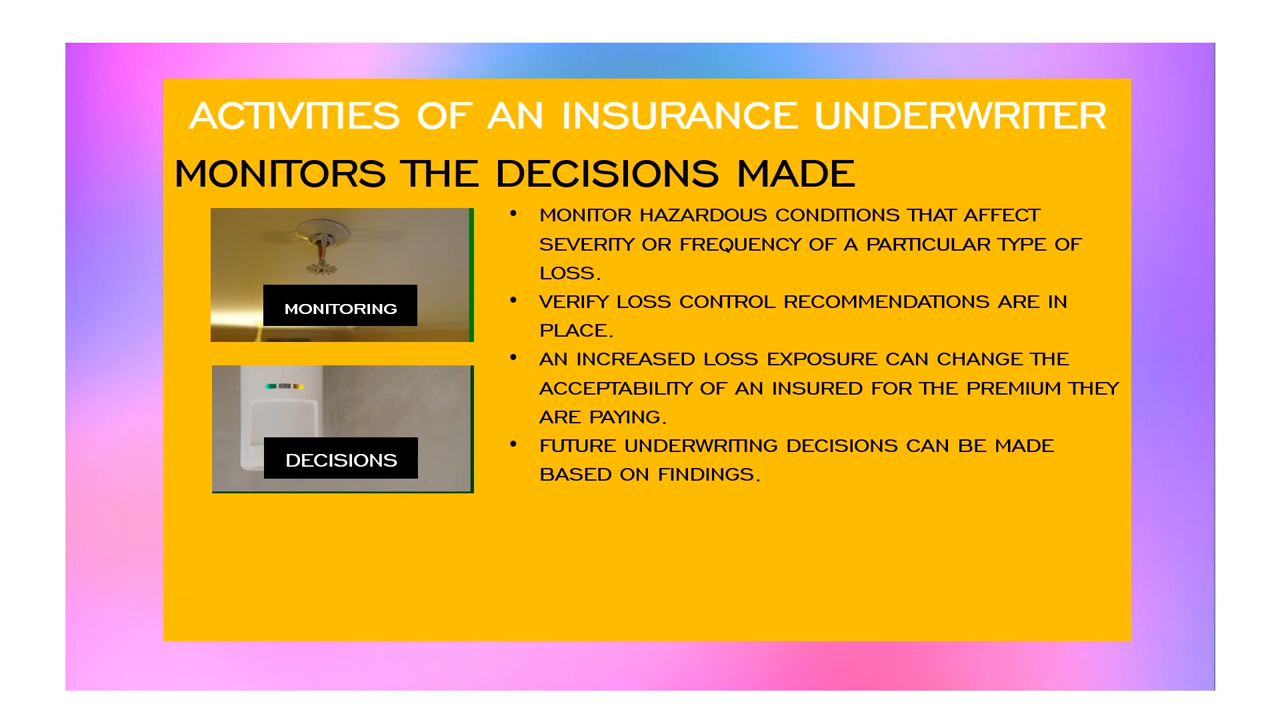 ACTIVITIES OF AN INSURANCE UNDERWRITER
MONITORS THE DECISIONS MADE
MONITORING
DECISIONS
• MONITOR HAZARDOUS CONDITIONS THAT AFFECT
SEVERITY OR FREQUENCY OF A PARTICULAR TYPE OF
LOSS.
• VERIFY LOSS CONTROL RECOMMENDATIONS ARE IN
PLACE.
• AN INCREASED LOSS EXPOSURE CAN CHANGE THE
ACCEPTABILITY OF AN INSURED FOR THE PREMIUM THEY
ARE PAYING.
• FUTURE UNDERWRITING DECISIONS CAN BE MADE
BASED ON FINDINGS.